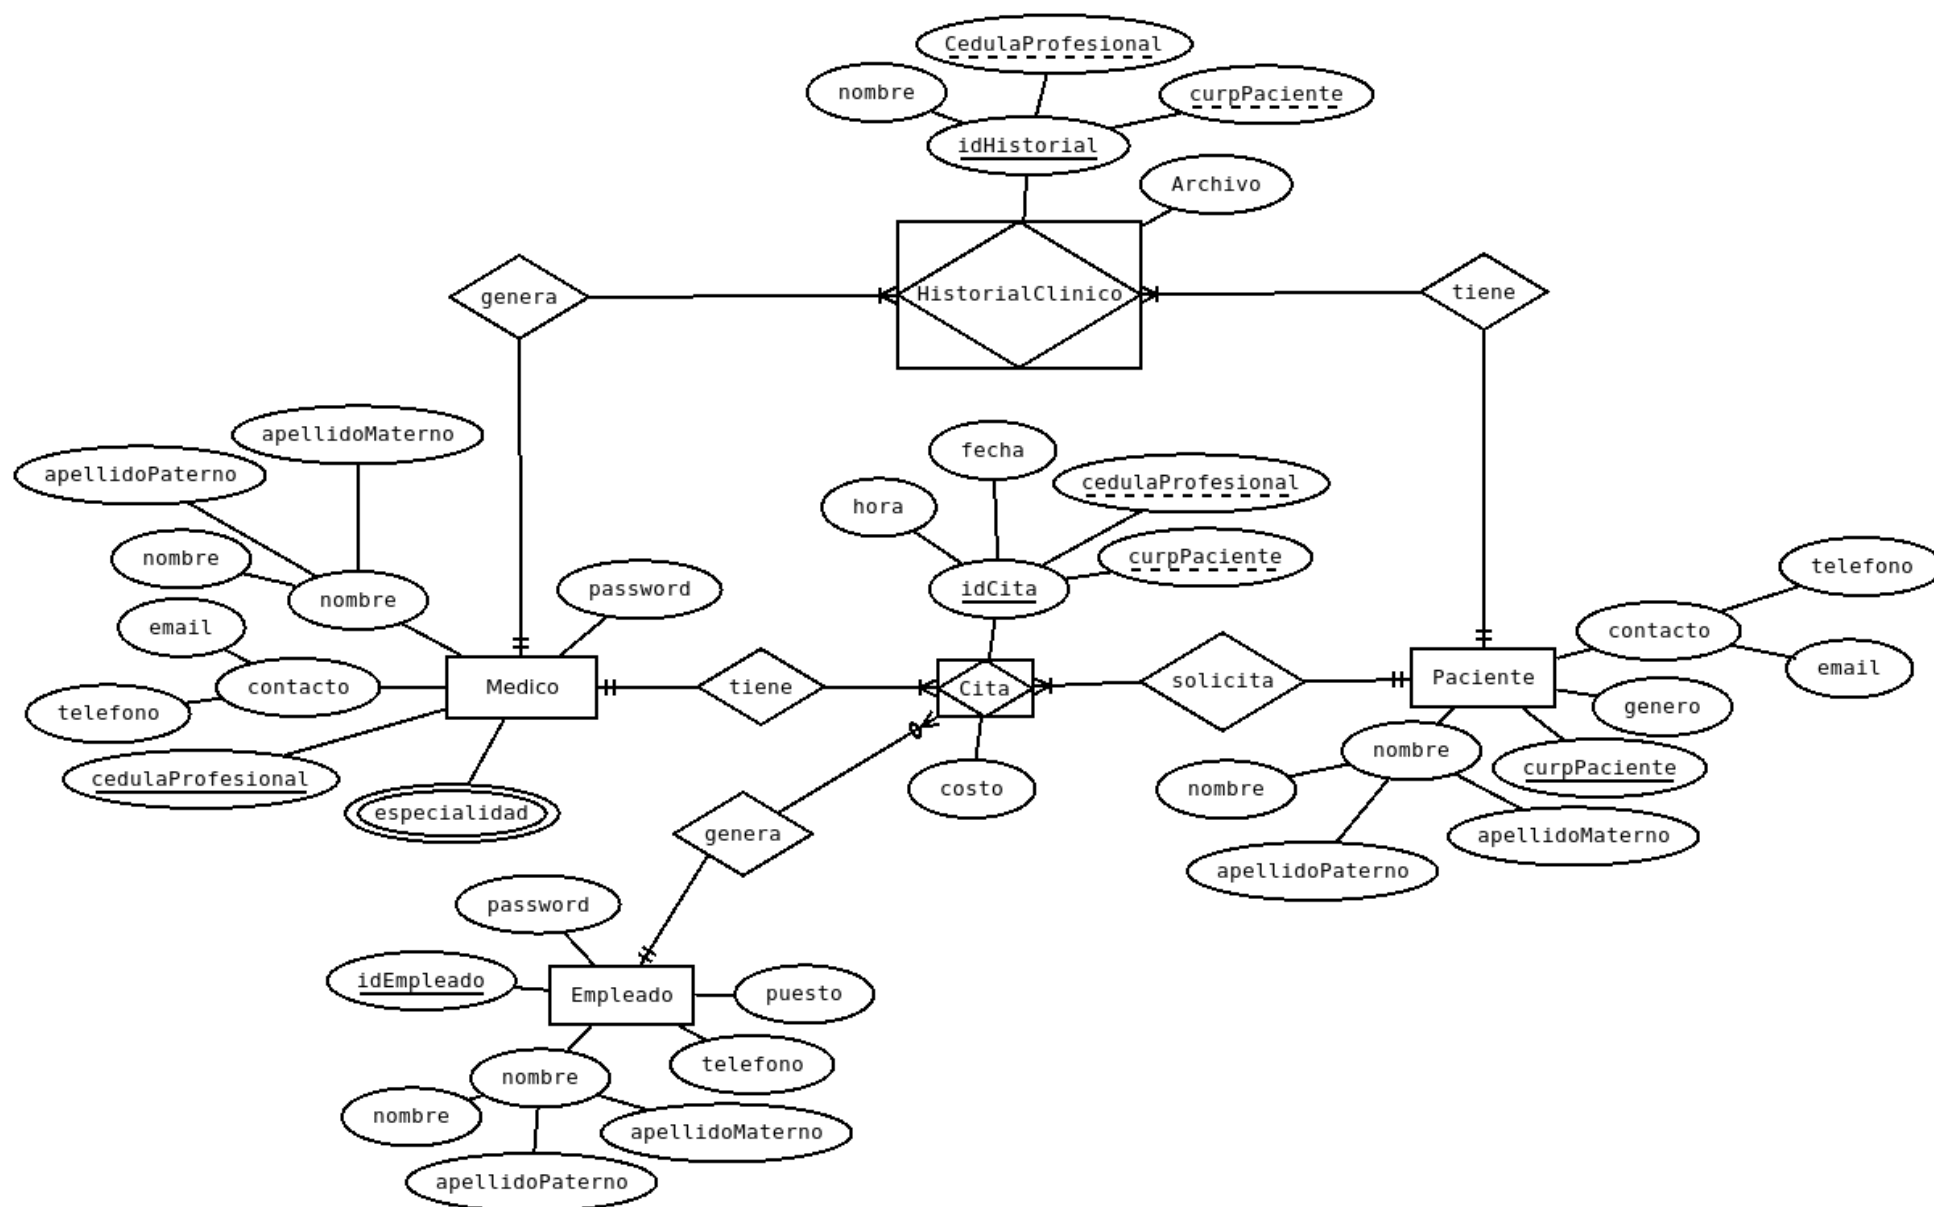 CedulaProfesional
nombre
curpPaciente
idHistorial
Archivo
genera
HistorialClinico
tiene
apellidoMaterno
fecha
apellidoPaterno
cedulaProfesional
hora
nombre
curpPaciente
telefono
password
idCita
nombre
email
contacto
email
contacto
Medico
tiene
Cita
solicita
Paciente
telefono
genero
nombre
cedulaProfesional
curpPaciente
costo
nombre
especialidad
genera
apellidoMaterno
apellidoPaterno
password
idEmpleado
Empleado
puesto
telefono
nombre
nombre
apellidoMaterno
apellidoPaterno